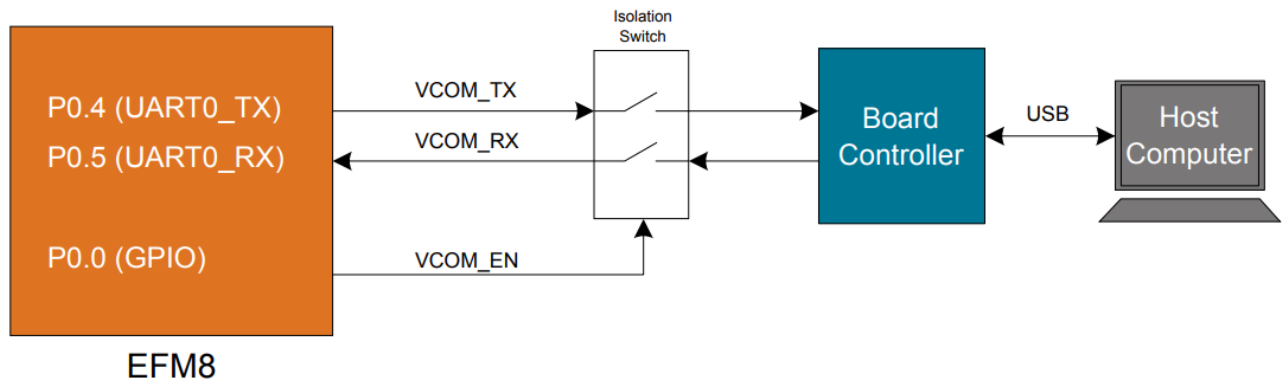 Isolation
Switch
P0.4 (UART0_TX)
VCOM_TX
P0.5 (UART0_RX)
VCOM_RX
P0.0 (GPIO)
VCOM_EN
Board
Controller
USB
Host
Computer
EFM8